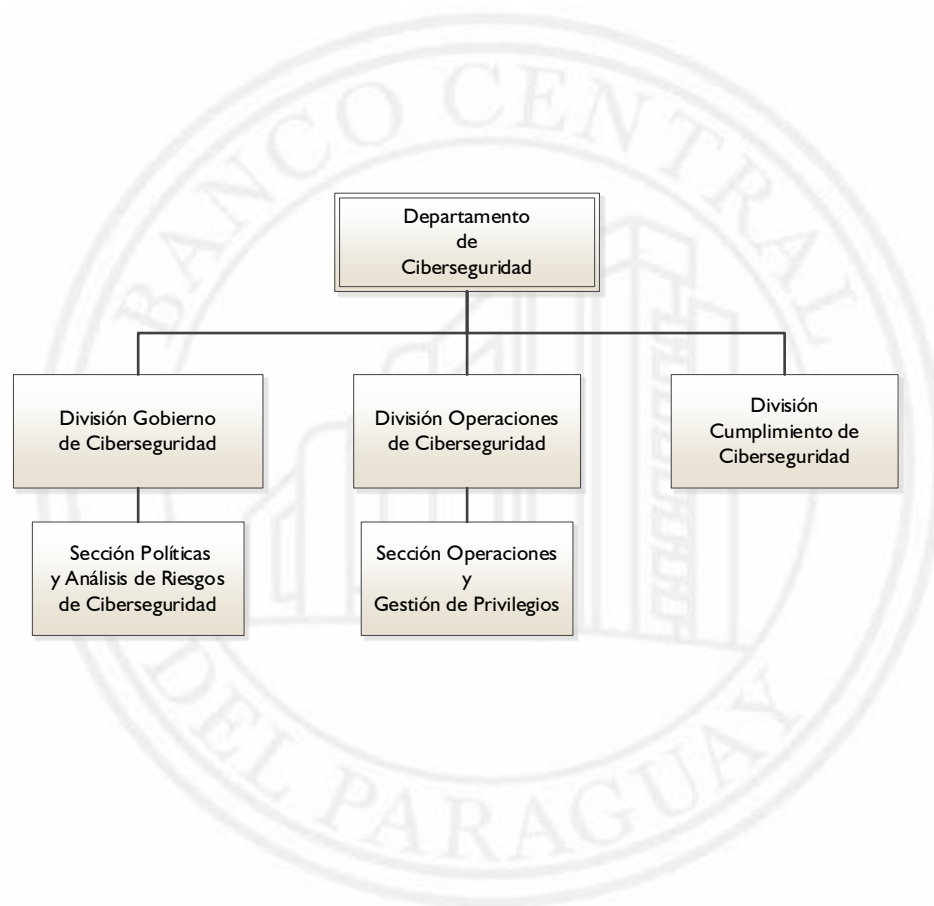 BANCO CENTRAL
DEL PARAGUAY
Departamento
de
Ciberseguridad
División Gobierno
de Ciberseguridad
División Operaciones
de Ciberseguridad
División
Cumplimiento de
Ciberseguridad
Sección Políticas
y Análisis de Riesgos
de Ciberseguridad
Sección Operaciones
y
Gestión de Privilegios